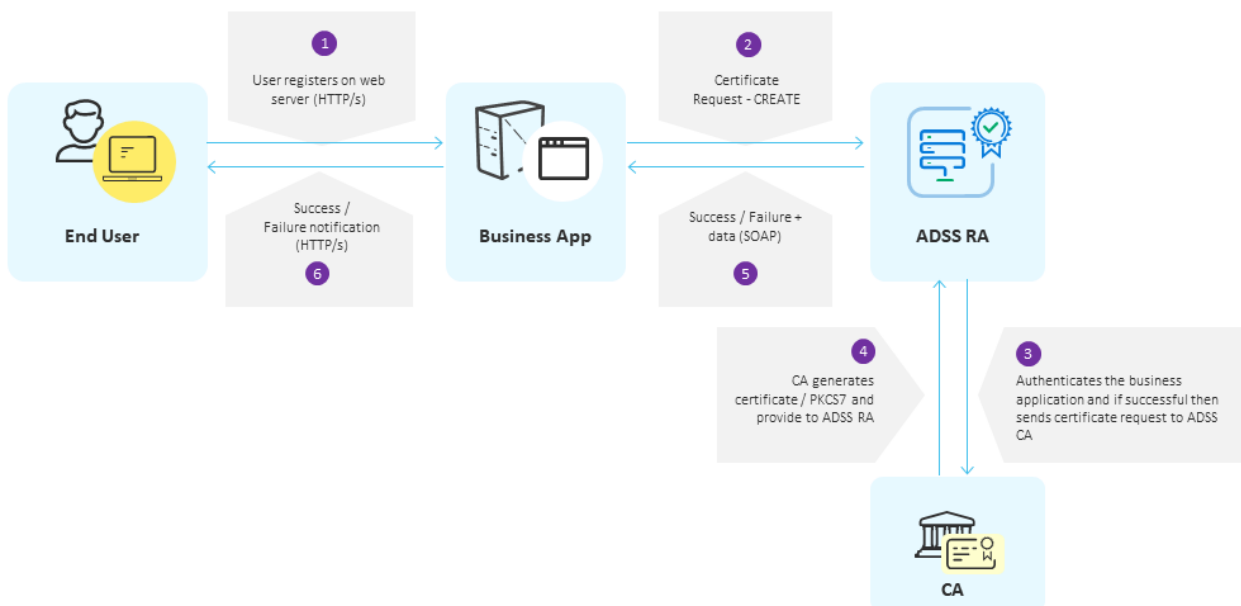 1
User registers on web
server (HTTP/s)
2
Certificate
Request - CREATE
End User
Business App
ADSS RA
Success /
Failure notification
(HTTP/s)
6
Success / Failure +
data (SOAP)
5
4
CA generates
certificate / PKCS7 and
provide to ADSS RA
3
Authenticates the business
application and if successful then
sends certificate request to ADSS
CA
CA